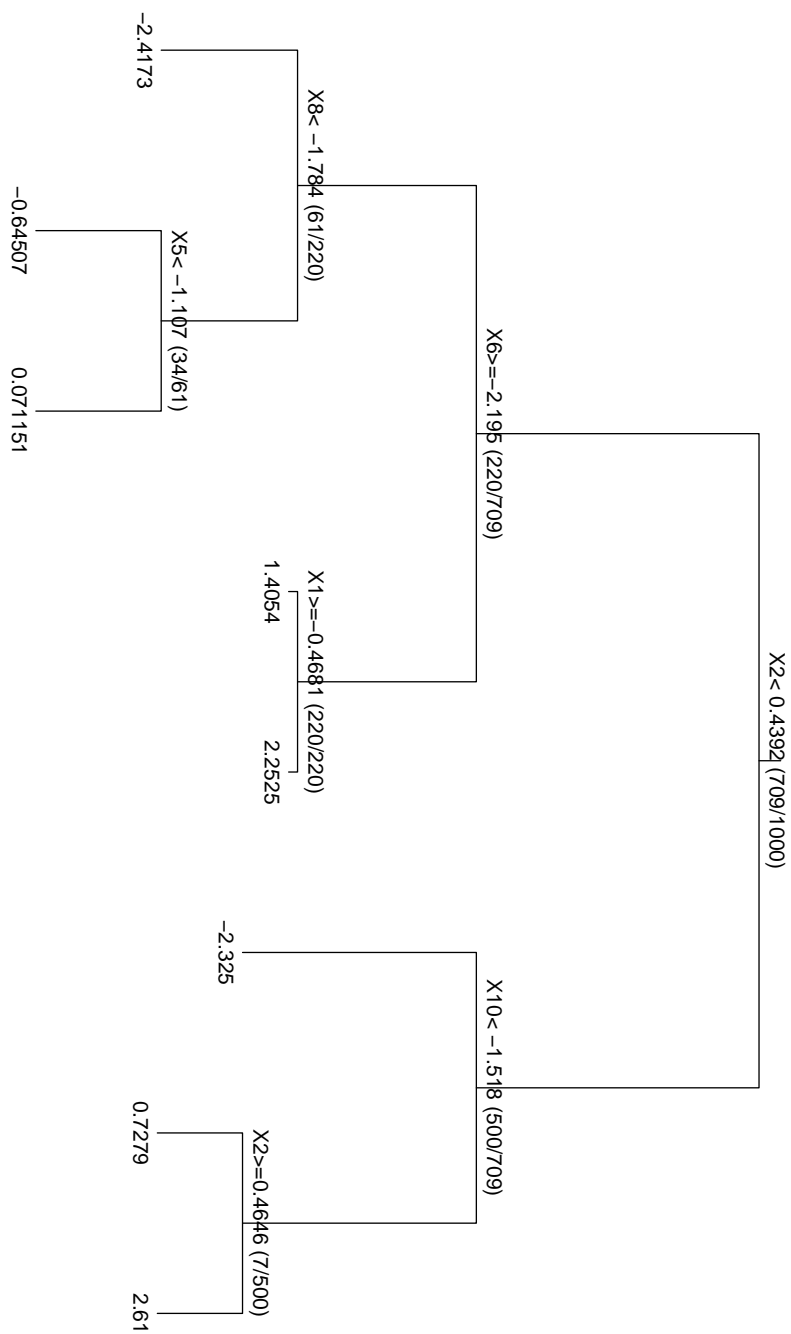 X2< 0.4392 (709/1000)
X6>=−2.195 (220/709)
X10< −1.518 (500/709)
X8< −1.784 (61/220)
X1>=−0.4681 (220/220)
1.4054
2.2525
−2.325
X2>=0.4646 (7/500)
−2.4173
X5< −1.107 (34/61)
0.7279
2.61
−0.64507
0.071151